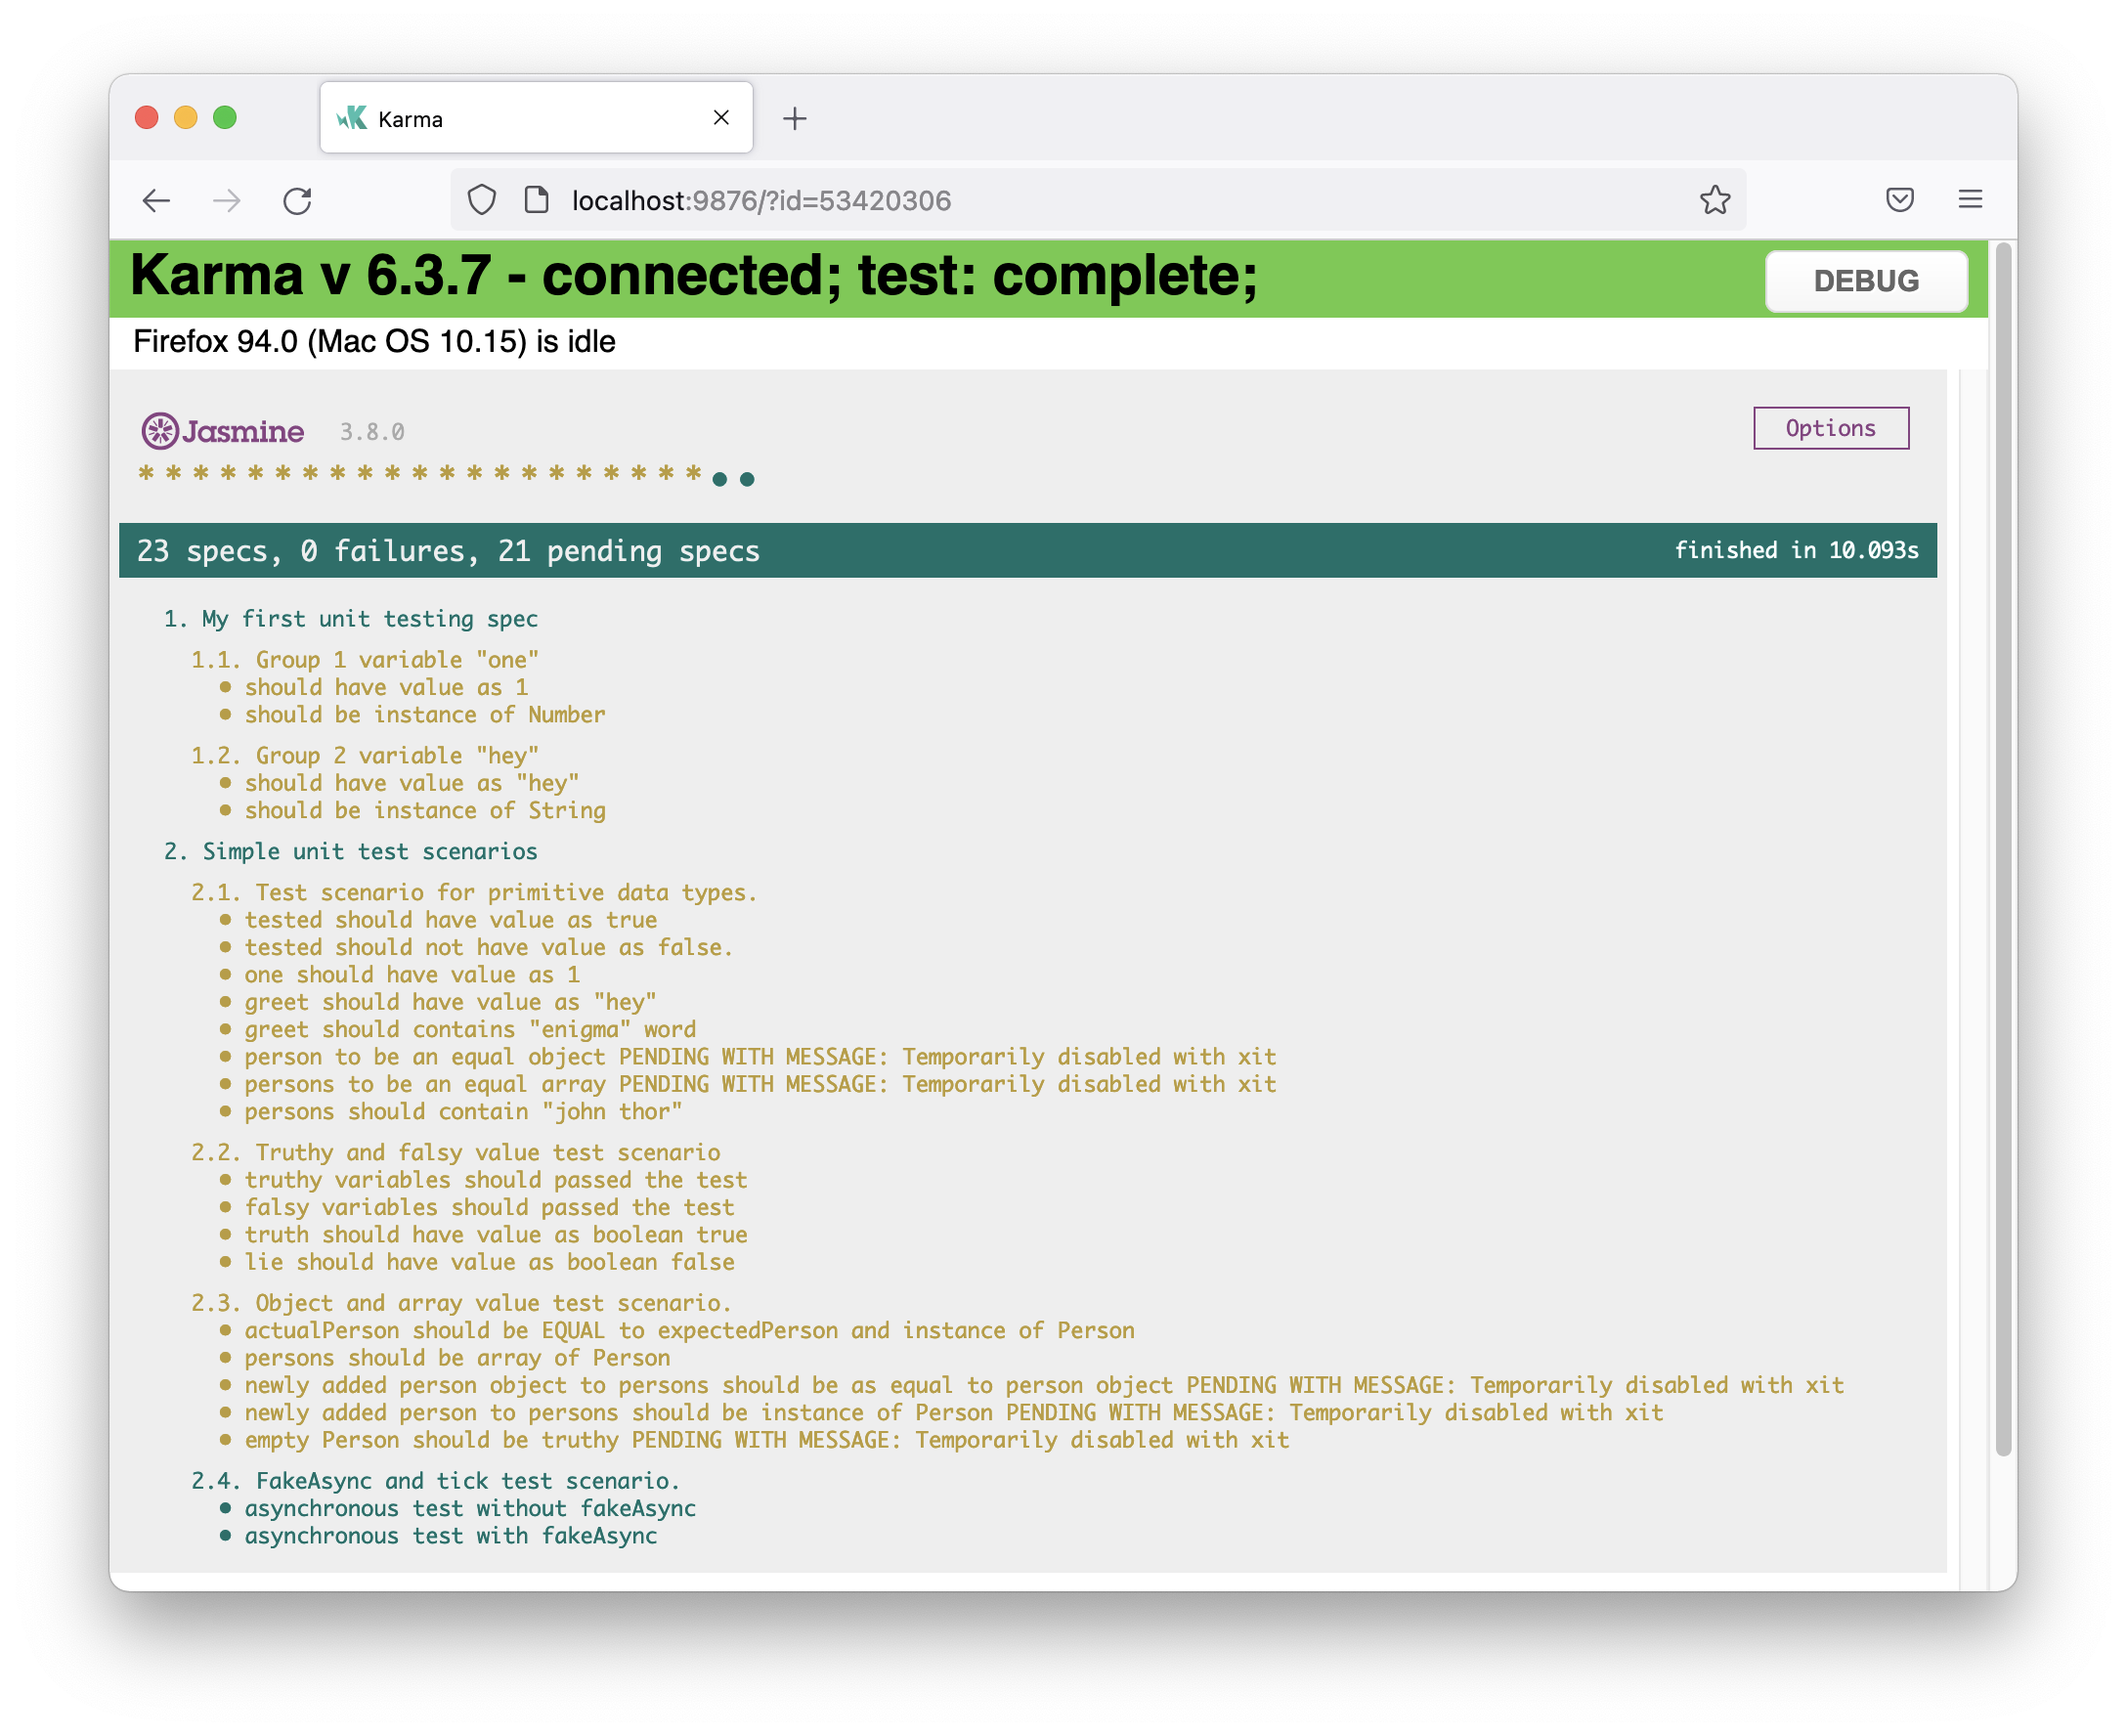 Karma
localhost:9876/?id=53420306
Karma v 6.3.7 - connected; test: complete;
DEBUG
Firefox 94.0 (Mac OS 10.15) is idle
Jasmine 3.8.0
Options
*********************••
23 specs, 0 failures, 21 pending specs
finished in 10.093s
1. My first unit testing spec
1.1. Group 1 variable "one"
• should have value as 1
• should be instance of Number
1.2. Group 2 variable "hey"
• should have value as "hey"
• should be instance of String
2. Simple unit test scenarios
2.1. Test scenario for primitive data types.
• tested should have value as true
• tested should not have value as false.
• one should have value as 1
• greet should have value as "hey"
• greet should contains "enigma" word
• person to be an equal object PENDING WITH MESSAGE: Temporarily disabled with xit
• persons to be an equal array PENDING WITH MESSAGE: Temporarily disabled with xit
• persons should contain "john thor"
2.2. Truthy and falsy value test scenario
• truthy variables should passed the test
• falsy variables should passed the test
• truth should have value as boolean true
• lie should have value as boolean false
2.3. Object and array value test scenario.
• actualPerson should be EQUAL to expectedPerson and instance of Person
• persons should be array of Person
• newly added person object to persons should be as equal to person object PENDING WITH MESSAGE: Temporarily disabled with xit
• newly added person to persons should be instance of Person PENDING WITH MESSAGE: Temporarily disabled with xit
• empty Person should be truthy PENDING WITH MESSAGE: Temporarily disabled with xit
2.4. FakeAsync and tick test scenario.
• asynchronous test without fakeAsync
• asynchronous test with fakeAsync